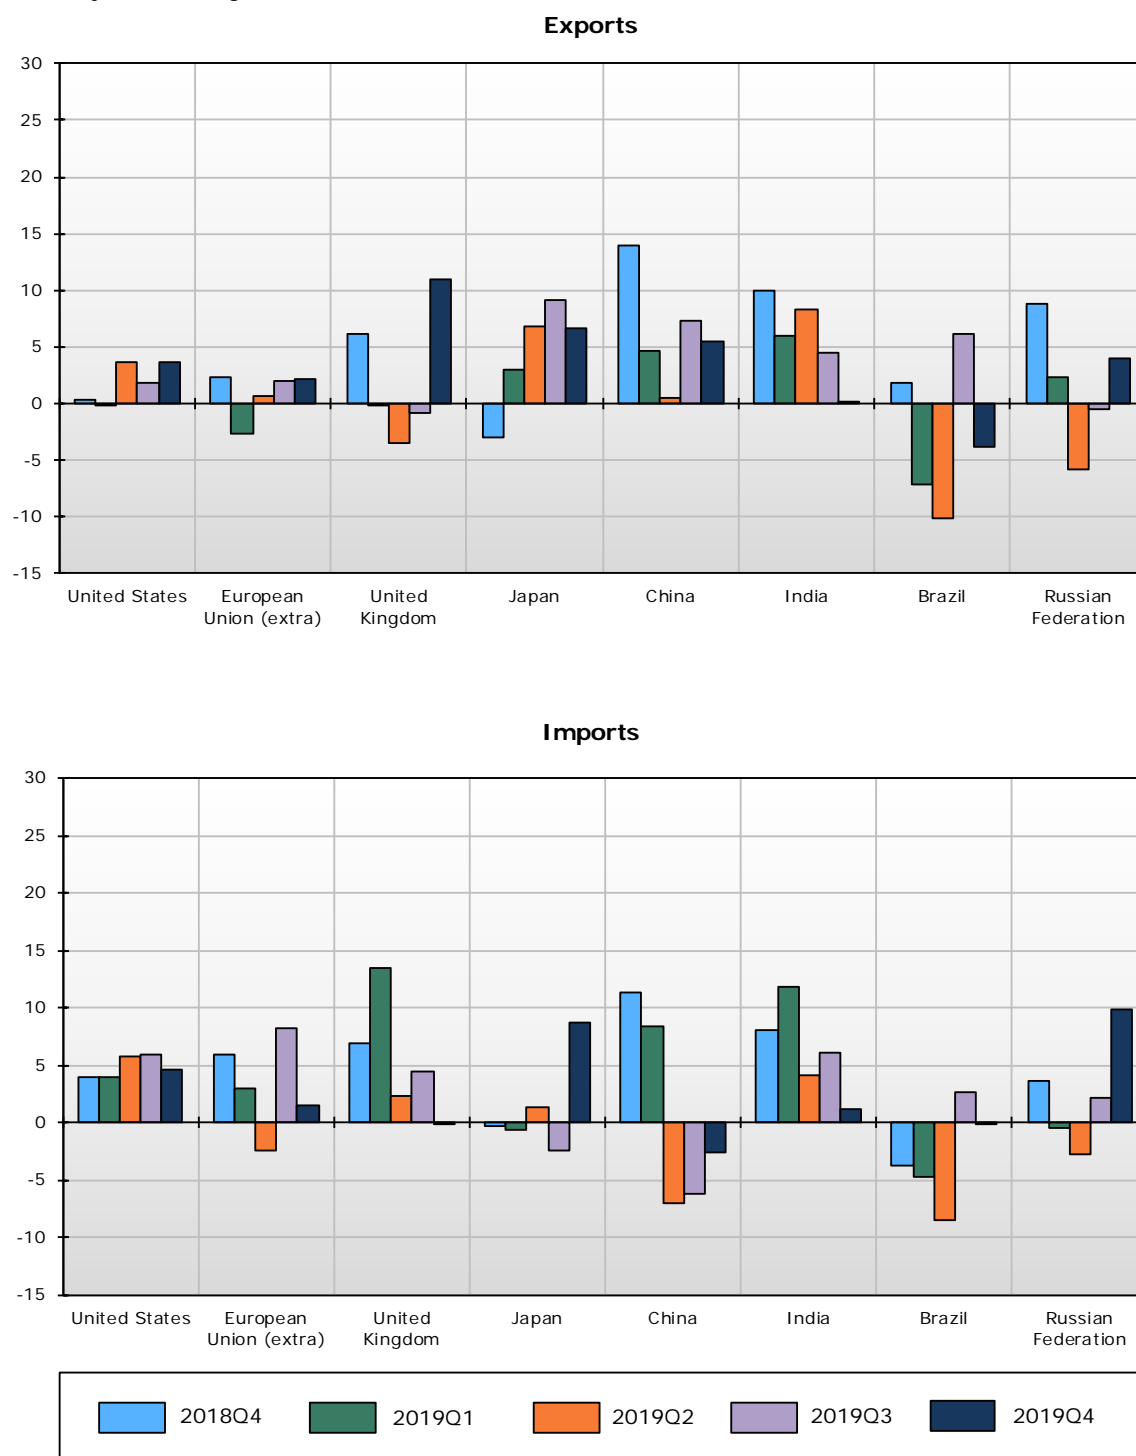 Exports
30
25
20
15
10
5
0
-5
-10
-15
United States
European
Union (extra)
United
Kingdom
Japan
China
India
Brazil
Russian
Federation
Imports
30
25
20
15
10
5
0
-5
-10
-15
United States
European
Union (extra)
United
Kingdom
Japan
China
India
Brazil
Russian
Federation
2018Q4
2019Q1
2019Q2
2019Q3
2019Q4